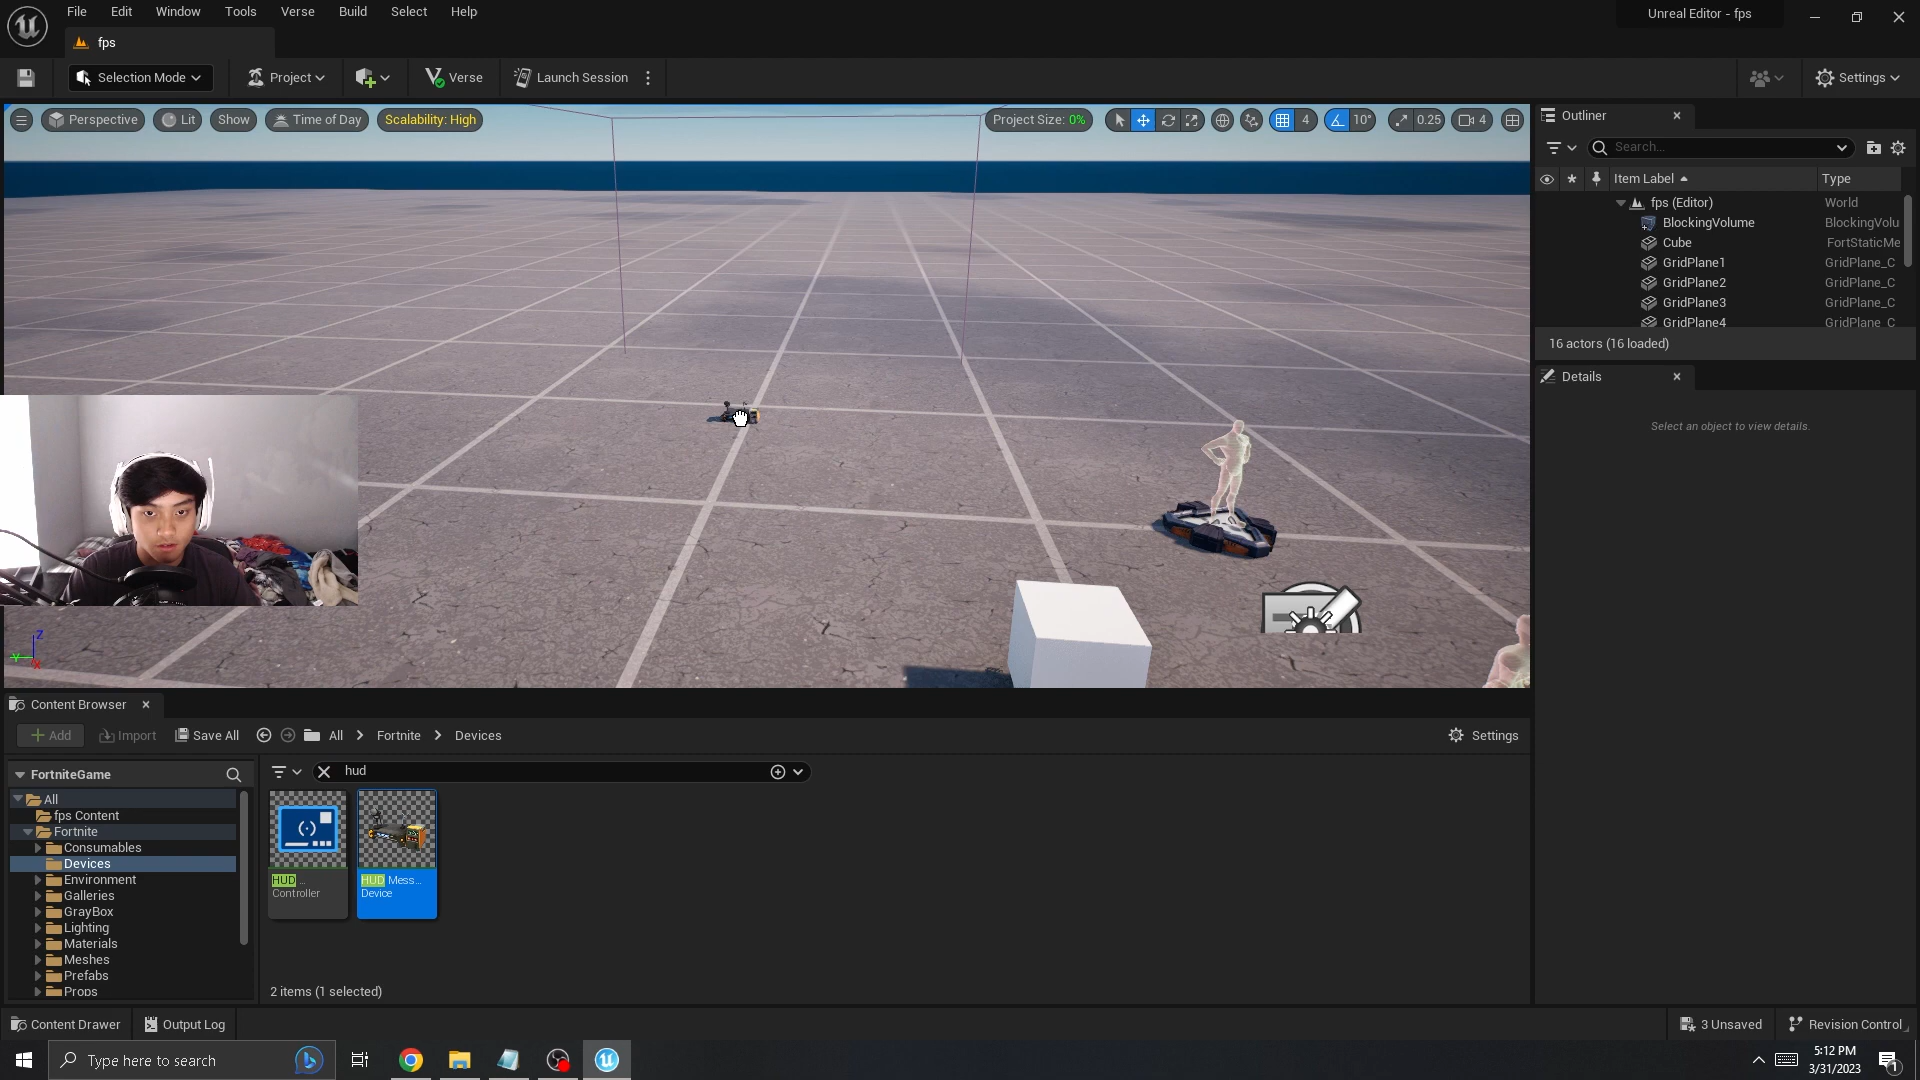 File Edit Window Tools Verse Build Select Help
Unreal Editor - fps
fps
Selection Mode
Project
Verse
Launch Session
Settings
Perspective
Lit
Show
Time of Day
Scalability: High
Project Size: 0%
4
10°
0.25
4
Outliner
Search...
Item Label
Type
fps (Editor) World
BlockingVolume BlockingVolu
Cube FortStaticMe
GridPlane1 GridPlane_C
GridPlane2 GridPlane_C
GridPlane3 GridPlane_C
GridPlane4 GridPlane_C
16 actors (16 loaded)
Details
Select an object to view details.
Z
Y
X
Content Browser
Add
Import
Save All
All
Fortnite
Devices
Settings
FortniteGame
hud
All
fps Content
Fortnite
Consumables
Devices
Environment
Galleries
GrayBox
Lighting
Materials
Meshes
Prefabs
Props
HUD ...
Controller
HUD Mess...
Device
2 items (1 selected)
Content Drawer
Output Log
3 Unsaved
Revision Control
Type here to search
5:12 PM
3/31/2023
1